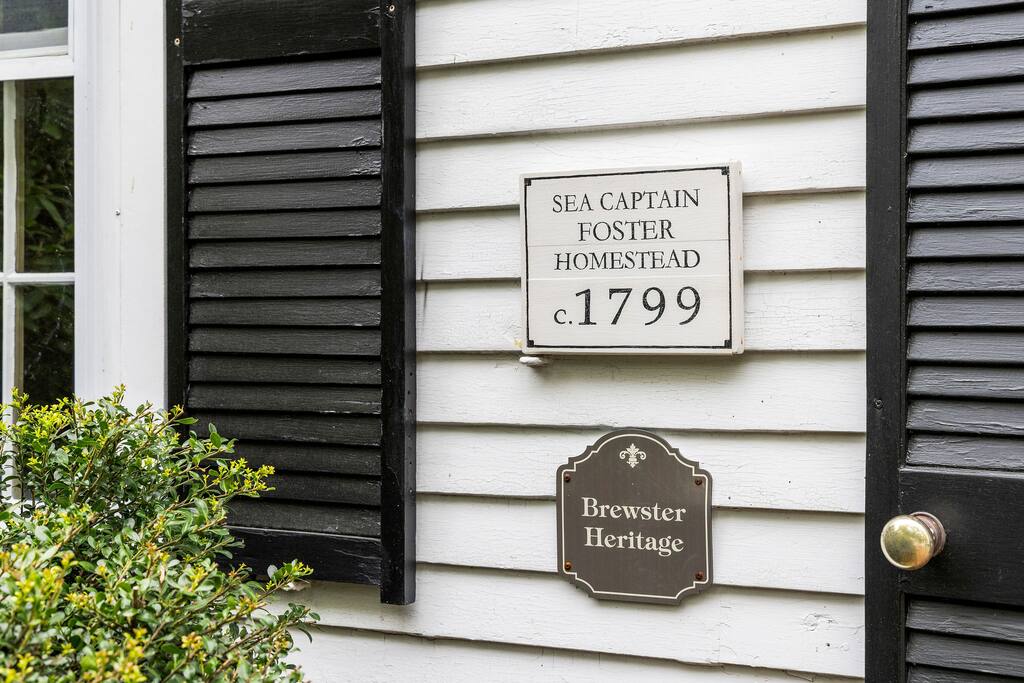 SEA CAPTAIN
FOSTER
HOMESTEAD
c.1799
Brewster
Heritage